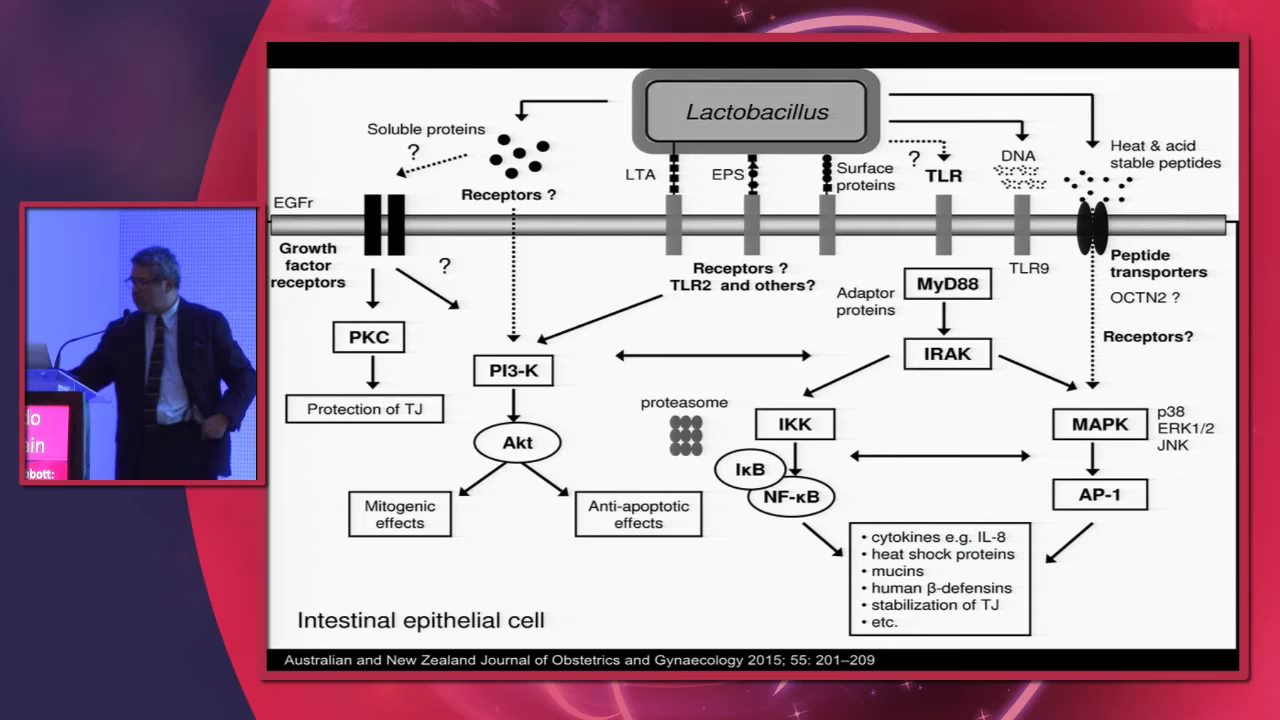 Lactobacillus
Soluble proteins
?
Receptors ?
LTA
EPS
Surface
proteins
?
TLR
DNA
Heat & acid
stable peptides
EGFr
Growth
factor
receptors
?
Receptors ?
TLR2 and others?
TLR9
Peptide
transporters
OCTN2 ?
Receptors?
Adaptor
proteins
MyD88
IRAK
PKC
Protection of TJ
PI3-K
Akt
Mitogenic
effects
Anti-apoptotic
effects
proteasome
IKK
IκB
NF-κB
MAPK
p38
ERK1/2
JNK
AP-1
• cytokines e.g. IL-8
• heat shock proteins
• mucins
• human β-defensins
• stabilization of TJ
• etc.
Intestinal epithelial cell
Australian and New Zealand Journal of Obstetrics and Gynaecology 2015; 55: 201–209
do
ain
bbott: